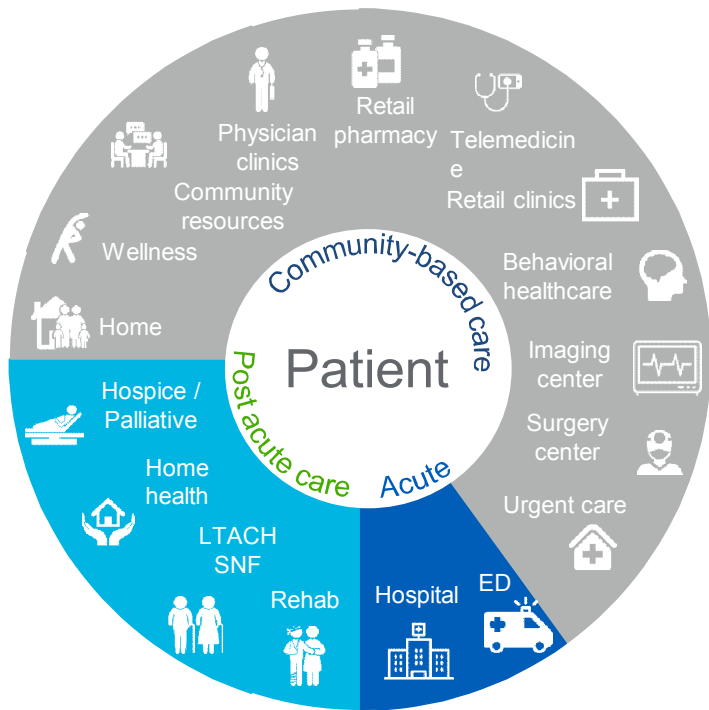 Retail
pharmacy
Physician
clinics
Telemedicin
e
Community
resources
Retail clinics
Wellness
Behavioral
healthcare
Home
Imaging
center
Surgery
center
Urgent care
Community-based care
Patient
Post acute care
Acute
Hospice /
Palliative
Home
health
LTACH
SNF
Rehab
Hospital
ED